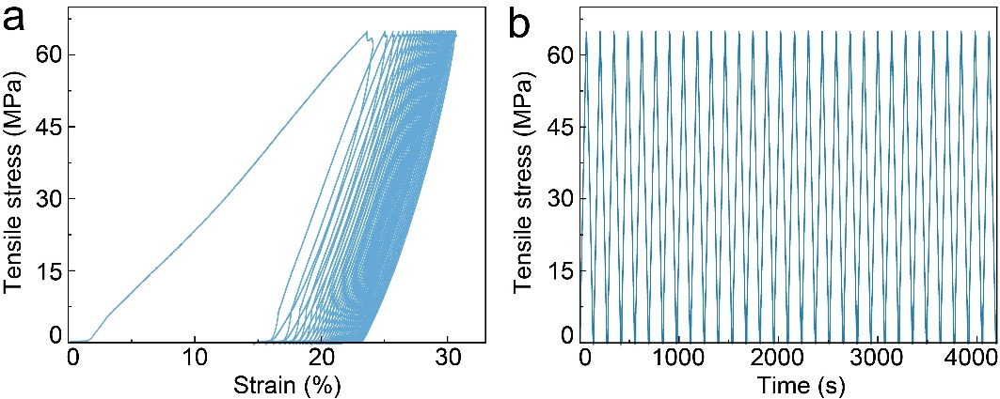 a
Tensile stress (MPa)
60
45
30
15
0
0 10 20 30
Strain (%)
b
Tensile stress (MPa)
60
45
30
15
0
0 1000 2000 3000 4000
Time (s)